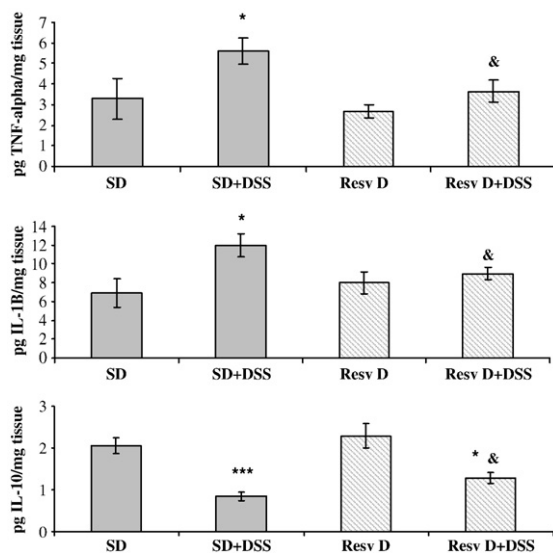 pg TNF-alpha/mg tissue
7
6
5
4
3
2
1
0
*
&
SD
SD+DSS
Resv D
Resv D+DSS
pg IL-1B/mg tissue
14
12
10
8
6
4
2
0
*
&
SD
SD+DSS
Resv D
Resv D+DSS
pg IL-10/mg tissue
3
2
1
0
***
* &
SD
SD+DSS
Resv D
Resv D+DSS